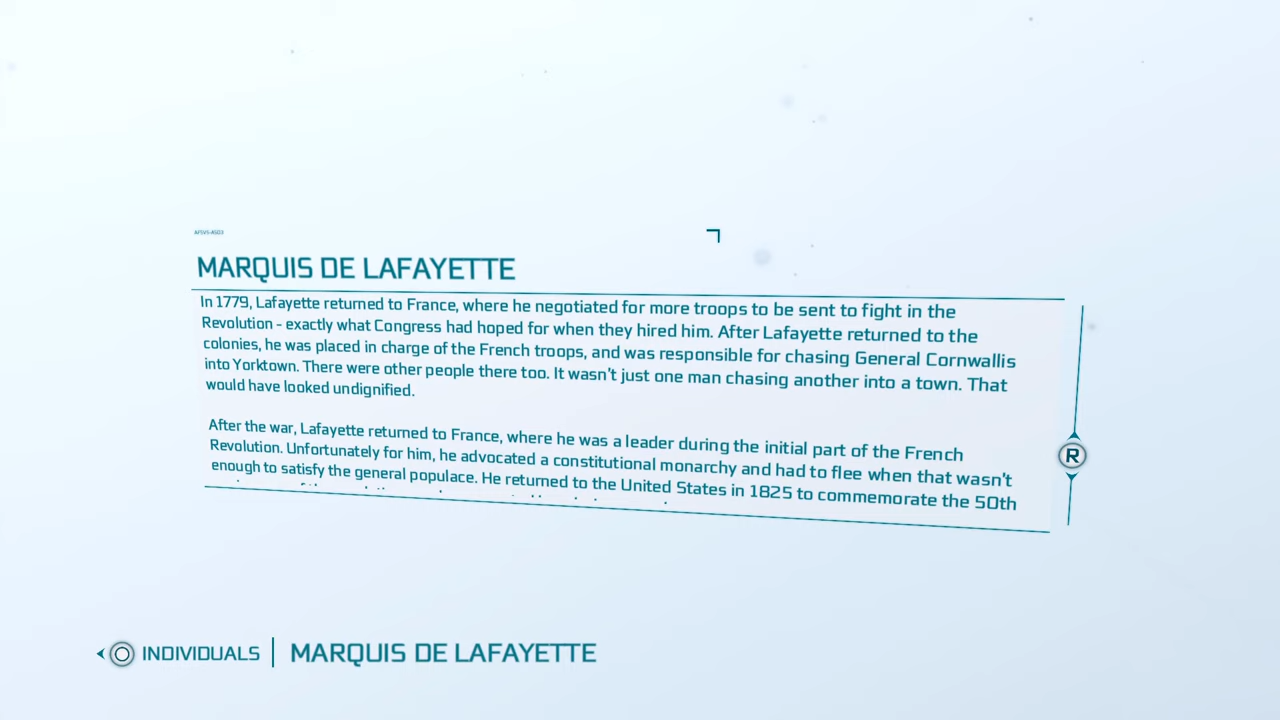 MARQUIS DE LAFAYETTE
In 1779, Lafayette returned to France, where he negotiated for more troops to be sent to fight in the
Revolution - exactly what Congress had hoped for when they hired him. After Lafayette returned to the
colonies, he was placed in charge of the French troops, and was responsible for chasing General Cornwallis
into Yorktown. There were other people there too. It wasn't just one man chasing another into a town. That
would have looked undignified.
After the war, Lafayette returned to France, where he was a leader during the initial part of the French
Revolution. Unfortunately for him, he advocated a constitutional monarchy and had to flee when that wasn't
enough to satisfy the general populace. He returned to the United States in 1825 to commemorate the 50th
R
INDIVIDUALS | MARQUIS DE LAFAYETTE